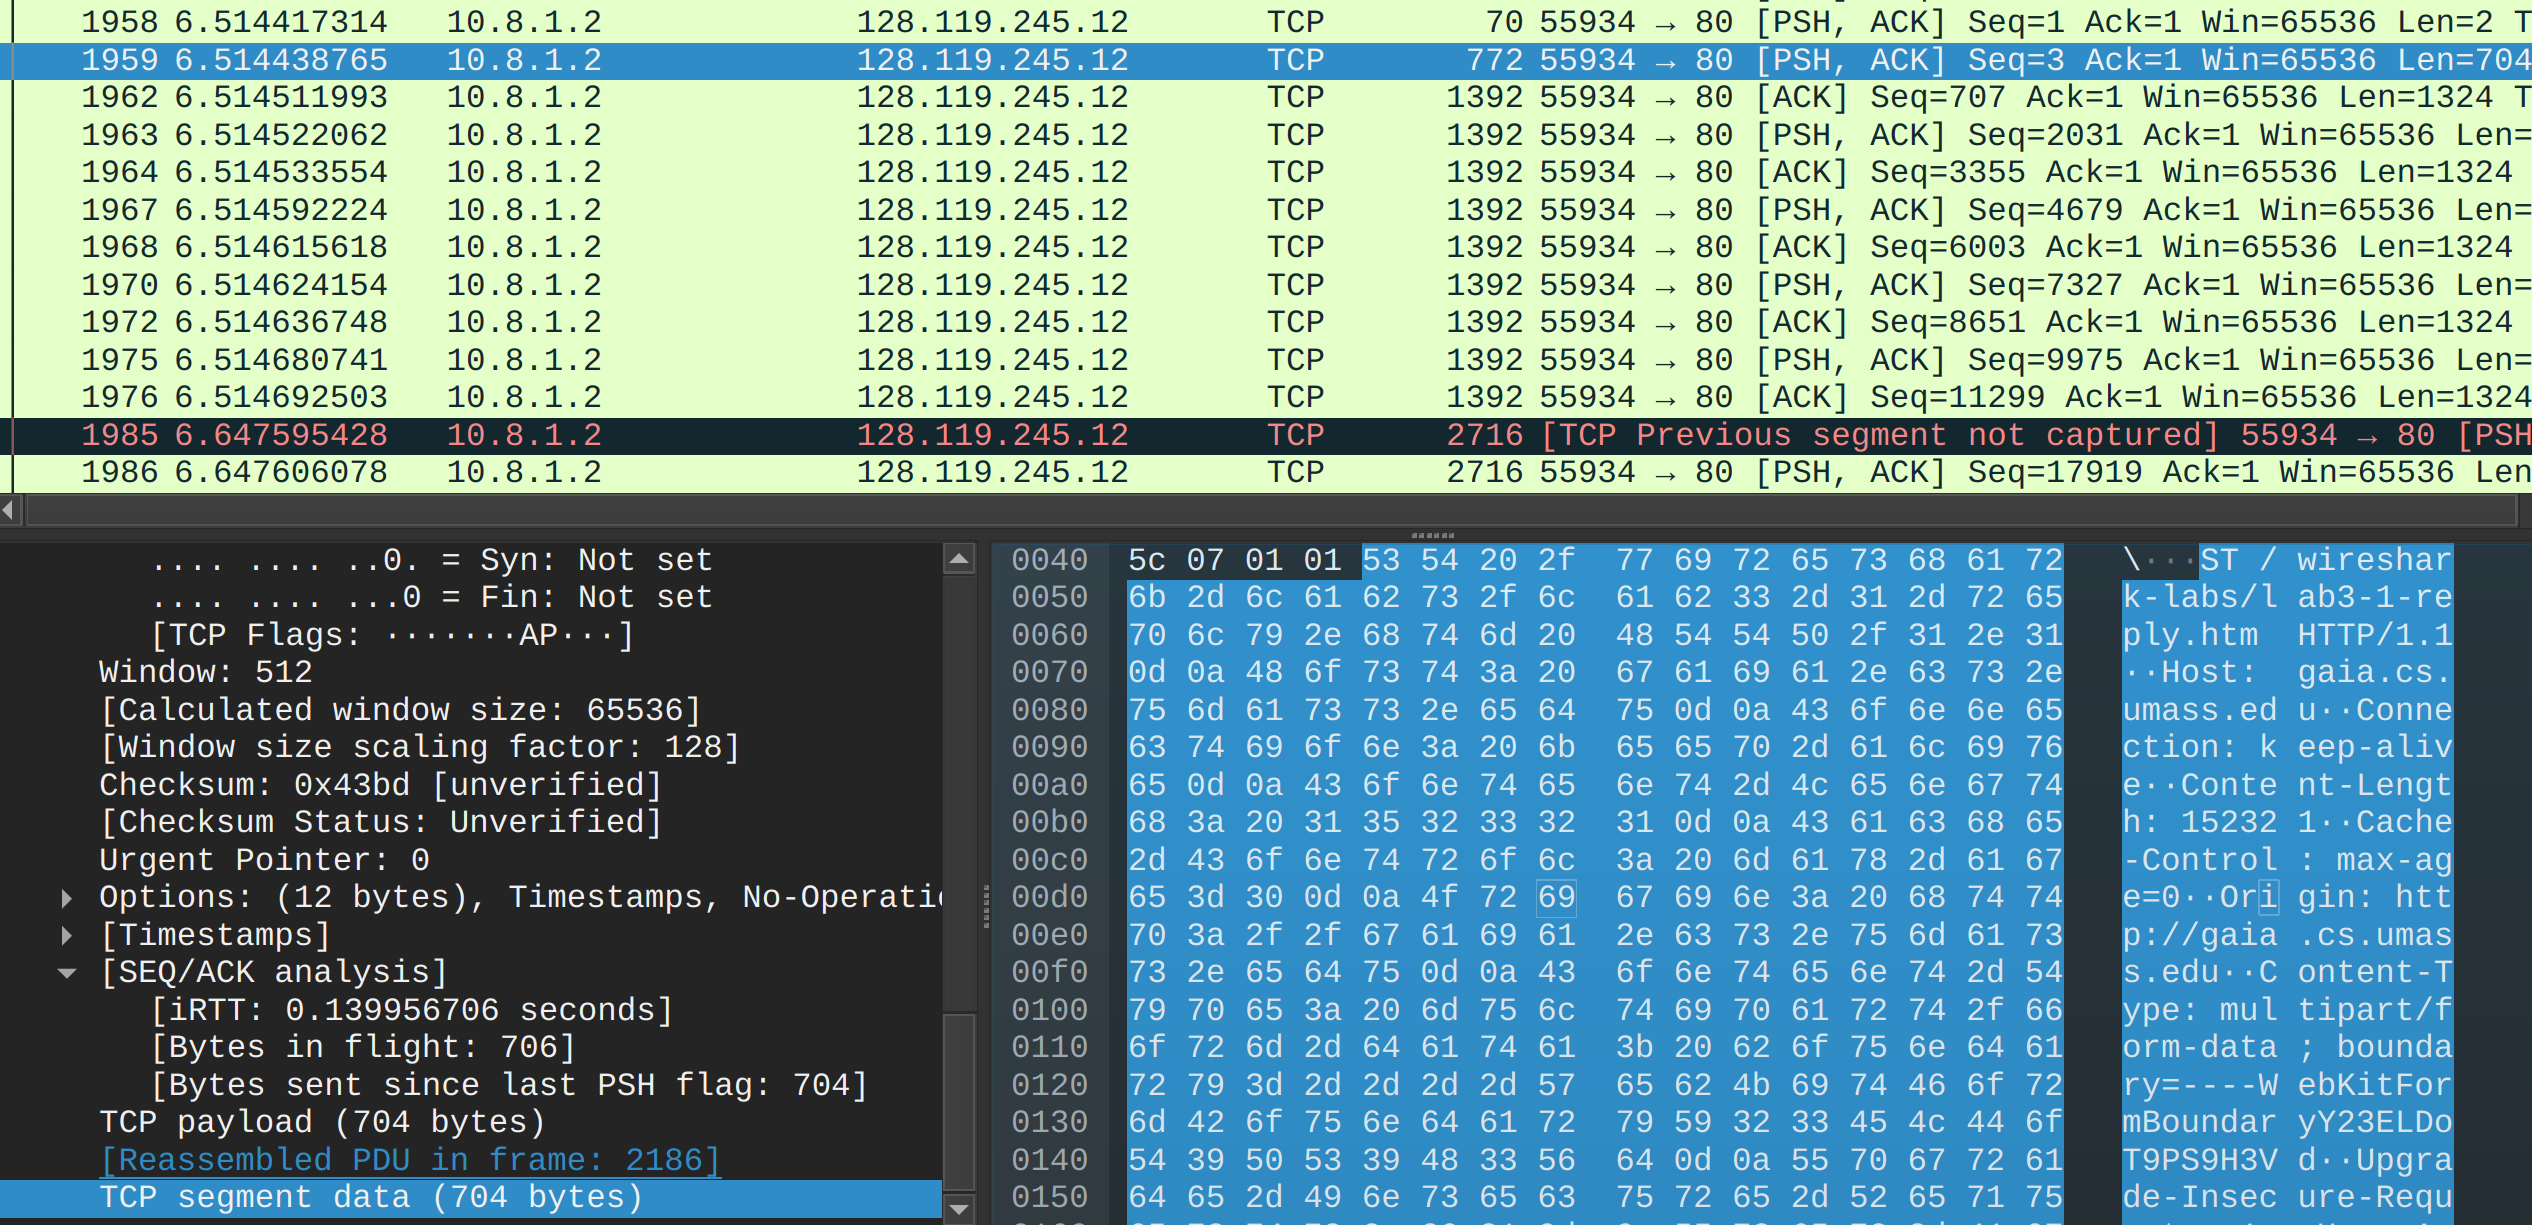 1958 6.514417314 10.8.1.2 128.119.245.12 TCP 70 55934 → 80 [PSH, ACK] Seq=1 Ack=1 Win=65536 Len=2 T
1959 6.514438765 10.8.1.2 128.119.245.12 TCP 772 55934 → 80 [PSH, ACK] Seq=3 Ack=1 Win=65536 Len=704
1962 6.514511993 10.8.1.2 128.119.245.12 TCP 1392 55934 → 80 [ACK] Seq=707 Ack=1 Win=65536 Len=1324 T
1963 6.514522062 10.8.1.2 128.119.245.12 TCP 1392 55934 → 80 [PSH, ACK] Seq=2031 Ack=1 Win=65536 Len=
1964 6.514533554 10.8.1.2 128.119.245.12 TCP 1392 55934 → 80 [ACK] Seq=3355 Ack=1 Win=65536 Len=1324
1967 6.514592224 10.8.1.2 128.119.245.12 TCP 1392 55934 → 80 [PSH, ACK] Seq=4679 Ack=1 Win=65536 Len=
1968 6.514615618 10.8.1.2 128.119.245.12 TCP 1392 55934 → 80 [ACK] Seq=6003 Ack=1 Win=65536 Len=1324
1970 6.514624154 10.8.1.2 128.119.245.12 TCP 1392 55934 → 80 [PSH, ACK] Seq=7327 Ack=1 Win=65536 Len=
1972 6.514636748 10.8.1.2 128.119.245.12 TCP 1392 55934 → 80 [ACK] Seq=8651 Ack=1 Win=65536 Len=1324
1975 6.514680741 10.8.1.2 128.119.245.12 TCP 1392 55934 → 80 [PSH, ACK] Seq=9975 Ack=1 Win=65536 Len=
1976 6.514692503 10.8.1.2 128.119.245.12 TCP 1392 55934 → 80 [ACK] Seq=11299 Ack=1 Win=65536 Len=1324
1985 6.647595428 10.8.1.2 128.119.245.12 TCP 2716 [TCP Previous segment not captured] 55934 → 80 [PSH
1986 6.647606078 10.8.1.2 128.119.245.12 TCP 2716 55934 → 80 [PSH, ACK] Seq=17919 Ack=1 Win=65536 Len
.... .... ..0. = Syn: Not set
.... .... ...0 = Fin: Not set
[TCP Flags: ·······AP···]
Window: 512
[Calculated window size: 65536]
[Window size scaling factor: 128]
Checksum: 0x43bd [unverified]
[Checksum Status: Unverified]
Urgent Pointer: 0
Options: (12 bytes), Timestamps, No-Operatio
[Timestamps]
[SEQ/ACK analysis]
[iRTT: 0.139956706 seconds]
[Bytes in flight: 706]
[Bytes sent since last PSH flag: 704]
TCP payload (704 bytes)
[Reassembled PDU in frame: 2186]
TCP segment data (704 bytes)
0040 5c 07 01 01 53 54 20 2f 77 69 72 65 73 68 61 72 \···ST / wireshar
0050 6b 2d 6c 61 62 73 2f 6c 61 62 33 2d 31 2d 72 65 k-labs/l ab3-1-re
0060 70 6c 79 2e 68 74 6d 20 48 54 54 50 2f 31 2e 31 ply.htm HTTP/1.1
0070 0d 0a 48 6f 73 74 3a 20 67 61 69 61 2e 63 73 2e ··Host: gaia.cs.
0080 75 6d 61 73 73 2e 65 64 75 0d 0a 43 6f 6e 6e 65 umass.ed u··Conne
0090 63 74 69 6f 6e 3a 20 6b 65 65 70 2d 61 6c 69 76 ction: k eep-aliv
00a0 65 0d 0a 43 6f 6e 74 65 6e 74 2d 4c 65 6e 67 74 e··Conte nt-Lengt
00b0 68 3a 20 31 35 32 33 32 31 0d 0a 43 61 63 68 65 h: 15232 1··Cache
00c0 2d 43 6f 6e 74 72 6f 6c 3a 20 6d 61 78 2d 61 67 -Control : max-ag
00d0 65 3d 30 0d 0a 4f 72 69 67 69 6e 3a 20 68 74 74 e=0··Ori gin: htt
00e0 70 3a 2f 2f 67 61 69 61 2e 63 73 2e 75 6d 61 73 p://gaia .cs.umas
00f0 73 2e 65 64 75 0d 0a 43 6f 6e 74 65 6e 74 2d 54 s.edu··C ontent-T
0100 79 70 65 3a 20 6d 75 6c 74 69 70 61 72 74 2f 66 ype: mul tipart/f
0110 6f 72 6d 2d 64 61 74 61 3b 20 62 6f 75 6e 64 61 orm-data ; bounda
0120 72 79 3d 2d 2d 2d 2d 57 65 62 4b 69 74 46 6f 72 ry=----W ebKitFor
0130 6d 42 6f 75 6e 64 61 72 79 59 32 33 45 4c 44 6f mBoundar yY23ELDo
0140 54 39 50 53 39 48 33 56 64 0d 0a 55 70 67 72 61 T9PS9H3V d··Upgra
0150 64 65 2d 49 6e 73 65 63 75 72 65 2d 52 65 71 75 de-Insec ure-Requ